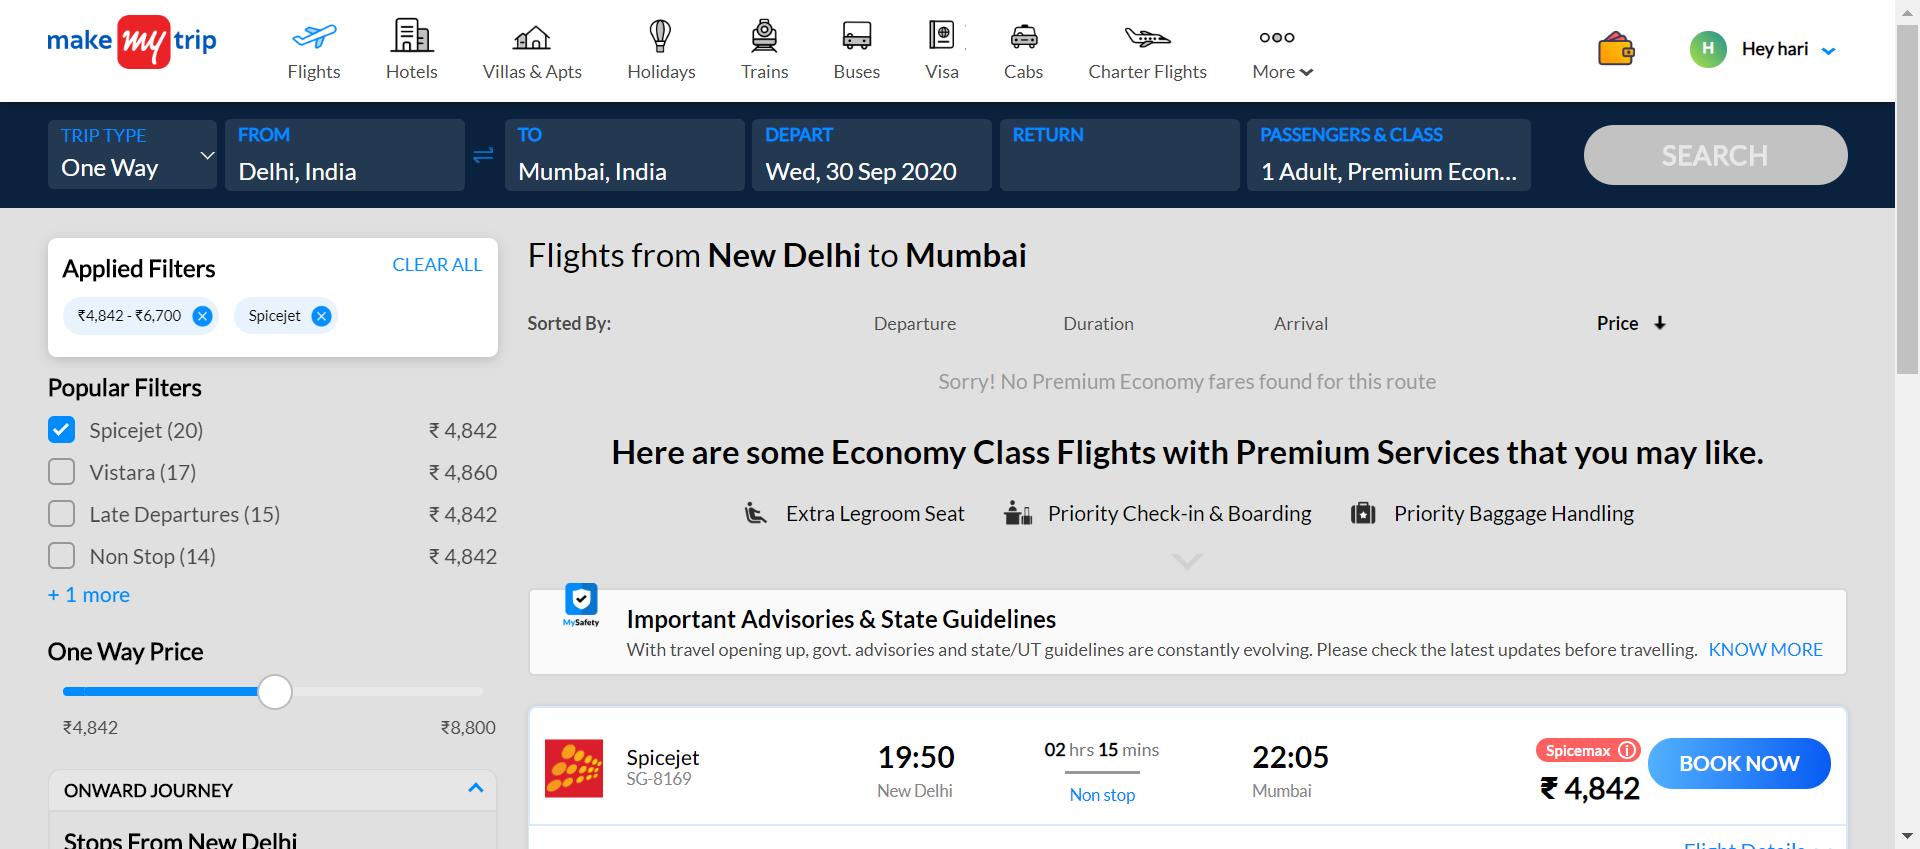 make my trip
Flights
Hotels
Villas & Apts
Holidays
Trains
Buses
Visa
Cabs
Charter Flights
More
H
Hey hari
TRIP TYPE
One Way
FROM
Delhi, India
TO
Mumbai, India
DEPART
Wed, 30 Sep 2020
RETURN
PASSENGERS & CLASS
1 Adult, Premium Econ...
SEARCH
Applied Filters
CLEAR ALL
₹4,842 - ₹6,700
Spicejet
Popular Filters
Spicejet (20) ₹ 4,842
Vistara (17) ₹ 4,860
Late Departures (15) ₹ 4,842
Non Stop (14) ₹ 4,842
+ 1 more
One Way Price
₹4,842 ₹8,800
ONWARD JOURNEY
Stops From New Delhi
Flights from New Delhi to Mumbai
Sorted By: Departure Duration Arrival Price
Sorry! No Premium Economy fares found for this route
Here are some Economy Class Flights with Premium Services that you may like.
Extra Legroom Seat Priority Check-in & Boarding Priority Baggage Handling
MySafety
Important Advisories & State Guidelines
With travel opening up, govt. advisories and state/UT guidelines are constantly evolving. Please check the latest updates before travelling. KNOW MORE
Spicejet
SG-8169
19:50
New Delhi
02 hrs 15 mins
Non stop
22:05
Mumbai
Spicemax
₹ 4,842
BOOK NOW
Flight Details